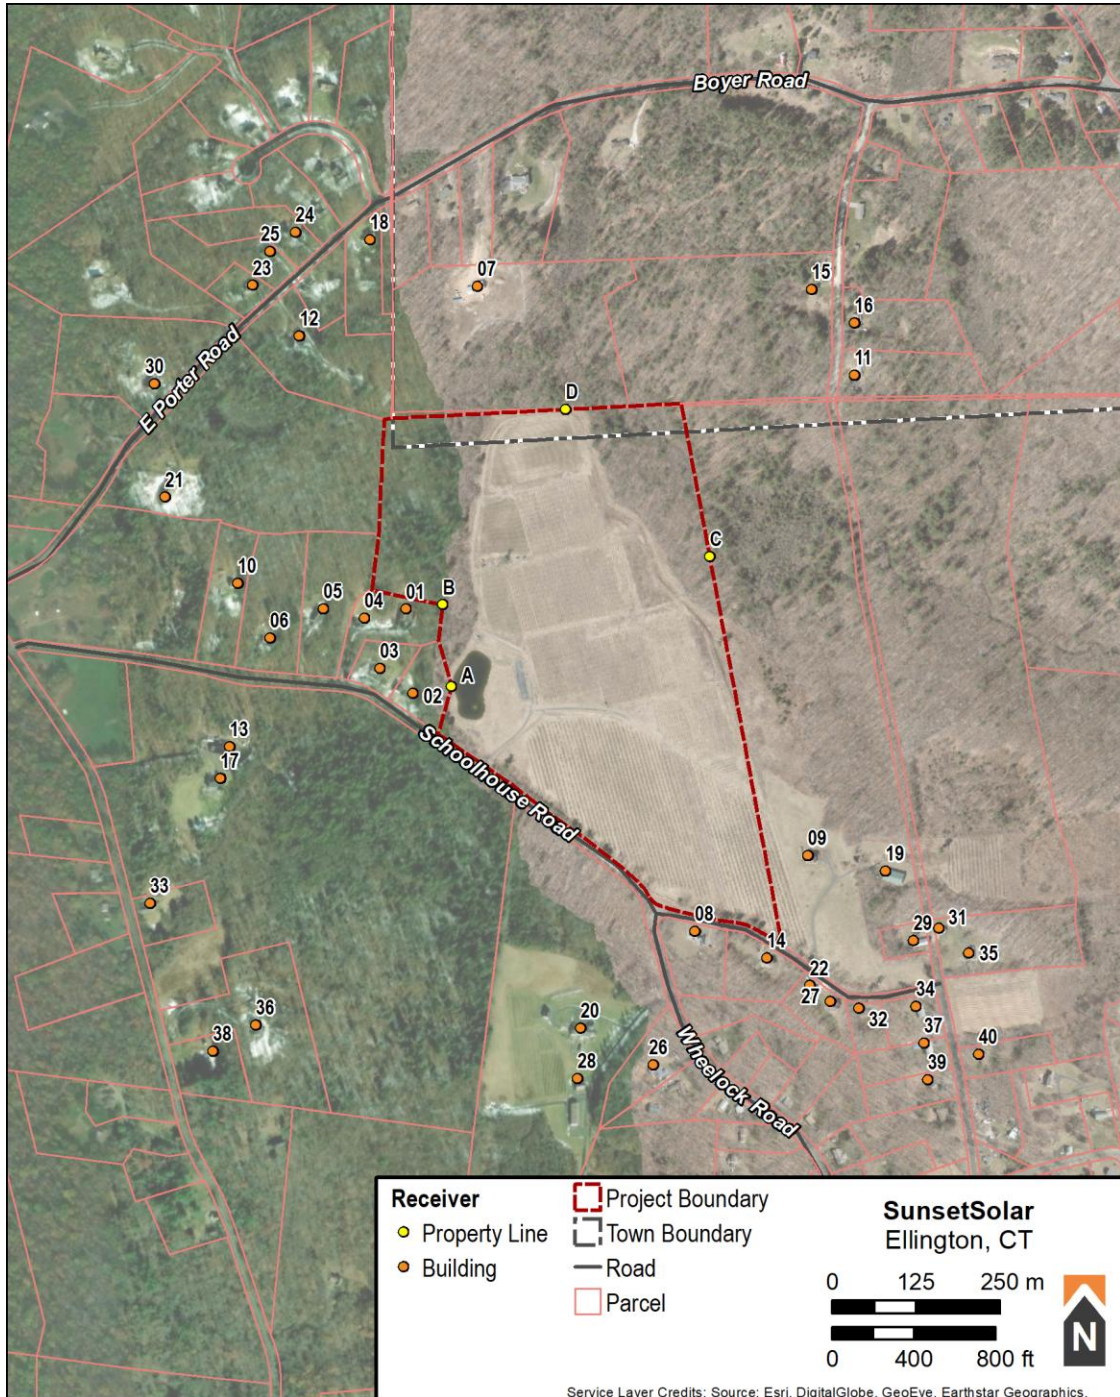 Boyer Road
24
18
25
23
07
15
16
12
11
30
E Porter Road
D
21
C
10
05
04
01
B
06
03
A
02
13
17
Schoolhouse Road
09
19
33
08
29
31
14
35
22
27
32
34
20
36
38
37
26
40
28
39
Wheelock Road
Receiver
Property Line
Building
Project Boundary
Town Boundary
Road
Parcel
SunsetSolar
Ellington, CT
0 125 250 m
0 400 800 ft
N
Service Layer Credits: Source: Esri, DigitalGlobe, GeoEye, Earthstar Geographics,